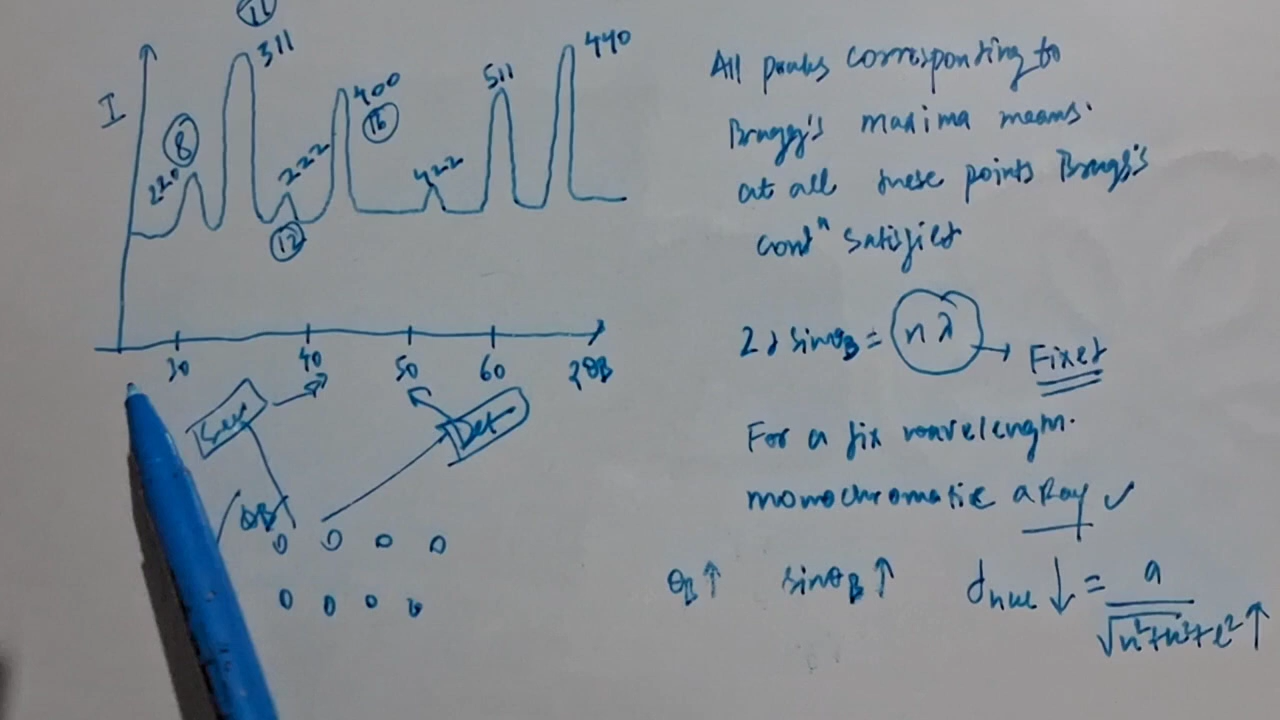 11
311
440
I
8
220
222
400
16
511
422
12
30 40 50 60 2θB
Det
θB
All peaks corresponding to
Bragg's maxima means.
at all these points Bragg's
condⁿ satisfied
2d sinθB = nλ → Fixed
For a fix wavelength.
monochromatic xRay ✓
θB↑ sinθB↑ dhkl↓ = a / √h²+k²+l² ↑